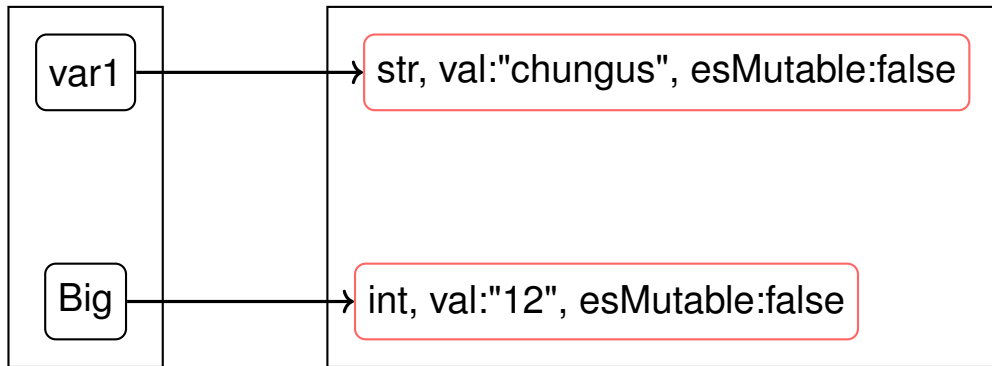 var1 str, val:"chungus", esMutable:false
Big int, val:"12", esMutable:false